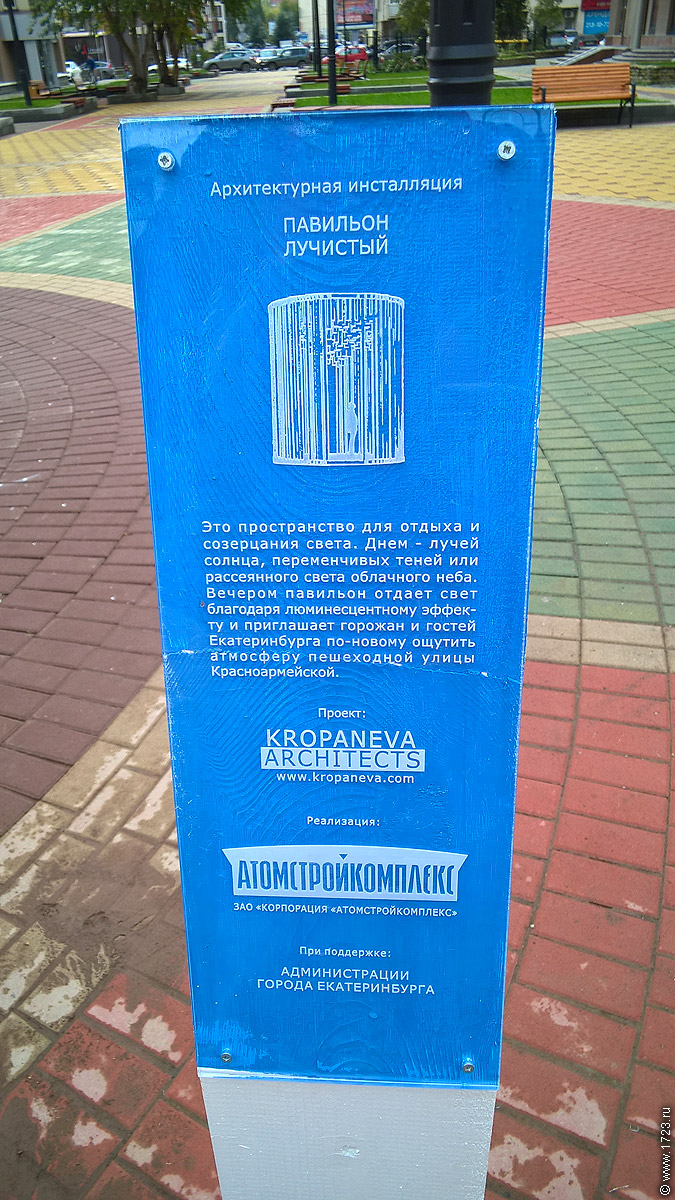 Архитектурная инсталляция
ПАВИЛЬОН
ЛУЧИСТЫЙ
Это пространство для отдыха и
созерцания света. Днем - лучей
солнца, переменчивых теней или
рассеянного света облачного неба.
Вечером павильон отдает свет
благодаря люминесцентному эффек-
ту и приглашает горожан и гостей
Екатеринбурга по-новому ощутить
атмосферу пешеходной улицы
Красноармейской.
Проект:
KROPANEVA
ARCHITECTS
www.kropaneva.com
Реализация:
АТОМСТРОЙКОМПЛЕКС
ЗАО «КОРПОРАЦИЯ «АТОМСТРОЙКОМПЛЕКС»
При поддержке:
АДМИНИСТРАЦИИ
ГОРОДА ЕКАТЕРИНБУРГА
© www.1723.ru